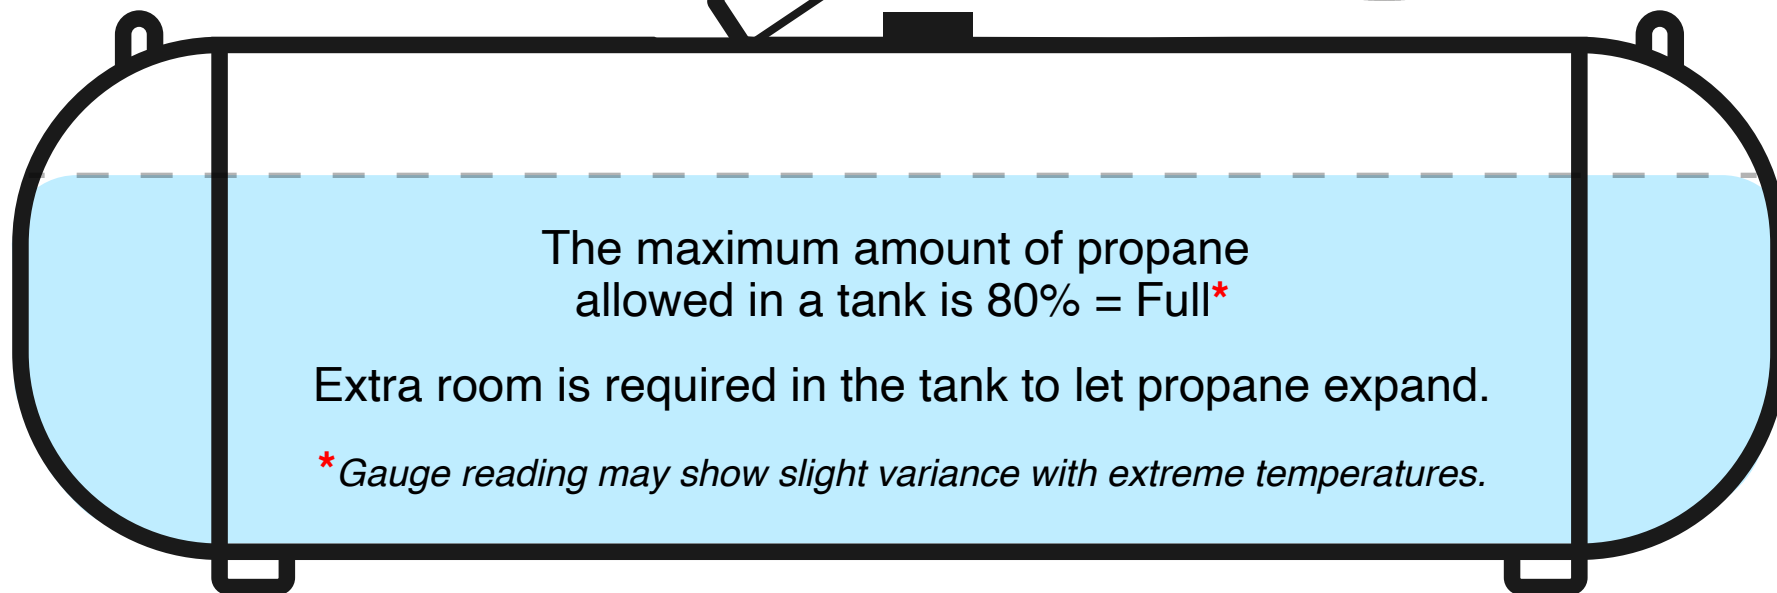 The maximum amount of propane
allowed in a tank is 80% = Full*
Extra room is required in the tank to let propane expand.
*Gauge reading may show slight variance with extreme temperatures.